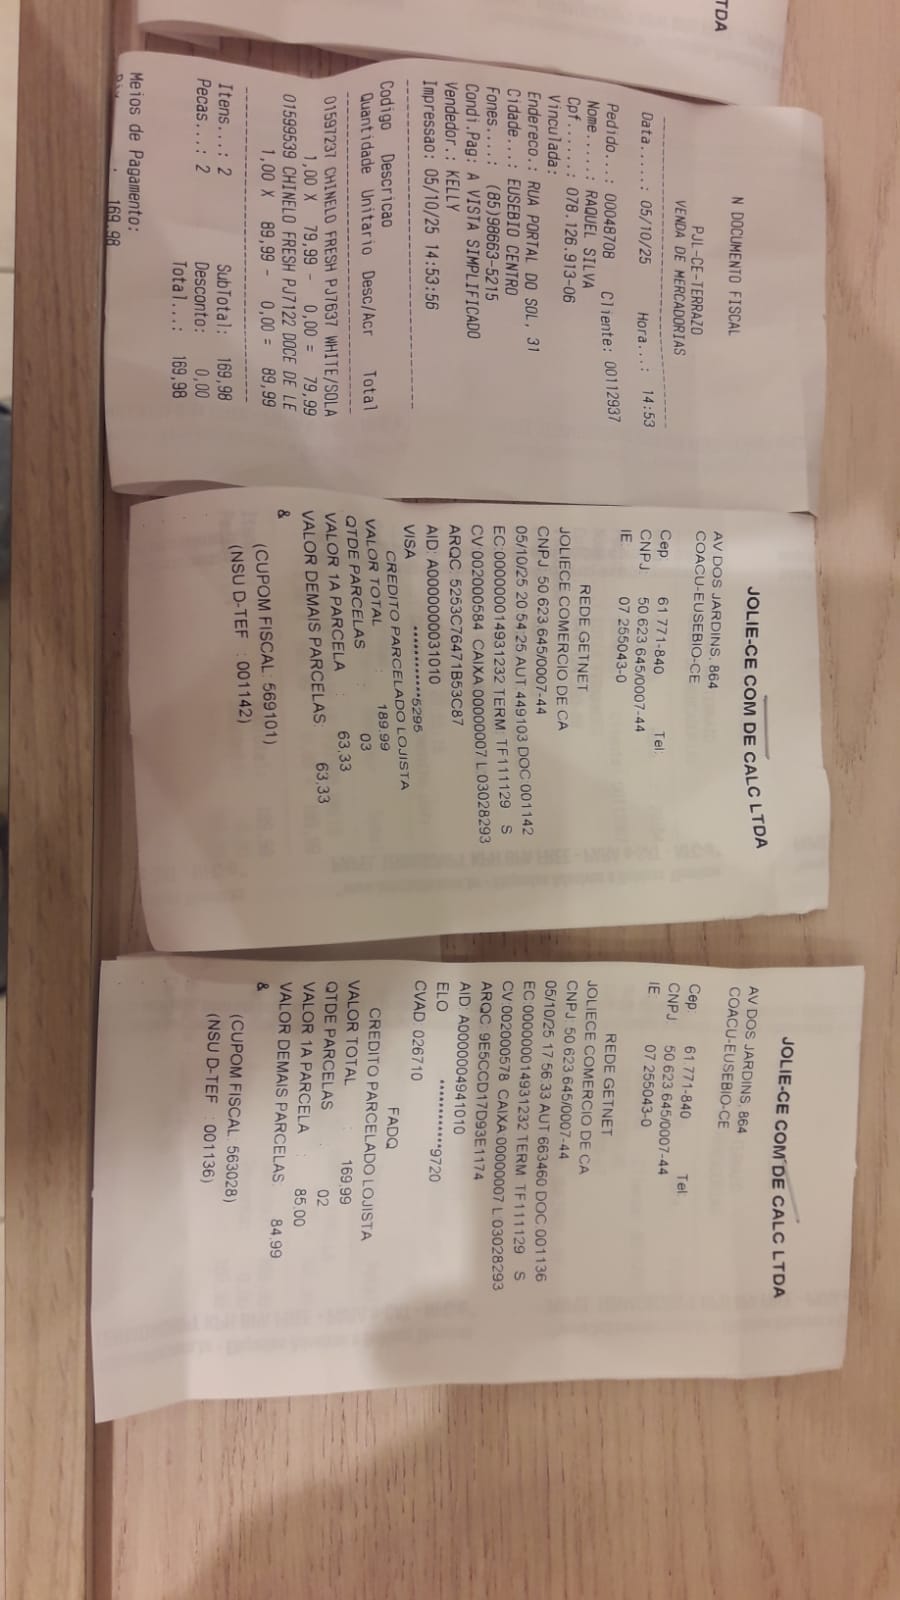 TDA
N DOCUMENTO FISCAL
PJL-CE-TERRAZO
VENDA DE MERCADORIAS
Data.....: 05/10/25 Hora...: 14:53
Pedido...: 00048708 Cliente: 00112937
Nome.....: RAQUEL SILVA
Cpf......: 078.126.913-06
Vinculada:
Endereco.: RUA PORTAL DO SOL, 31
Cidade...: EUSEBIO CENTRO
Fones....: (85)98663-5215
Condi.Pag: A VISTA SIMPLIFICADO
Vendedor.: KELLY
Impressao: 05/10/25 14:53:56
Codigo Descricao
Quantidade Unitario Desc/Acr Total
01597237 CHINELO FRESH PJ7637 WHITE/SOLA
1,00 X 79,99 - 0,00 = 79,99
01599539 CHINELO FRESH PJ7122 DOCE DE LE
1,00 X 89,99 - 0,00 = 89,99
Itens...: 2 SubTotal: 169,98
Pecas...: 2 Desconto: 0,00
Total...: 169,98
Meios de Pagamento:
169,98
JOLIE-CE COM DE CALC LTDA
AV DOS JARDINS, 864
COACU-EUSEBIO-CE
Cep: 61.771-840 Tel:
CNPJ: 50.623.645/0007-44
IE 07.255043-0
REDE GETNET
JOLIECE COMERCIO DE CA
CNPJ: 50.623.645/0007-44
05/10/25 20:54:25 AUT:449103 DOC:001142
EC:000000014931232 TERM: TF111129 S
CV:002000584 CAIXA:00000007 L:03028293
ARQC: 5253C76471B53C87
AID: A0000000031010
VISA ************5295
CREDITO PARCELADO LOJISTA
VALOR TOTAL : 189,99
QTDE PARCELAS : 03
VALOR 1A PARCELA : 63,33
VALOR DEMAIS PARCELAS: 63,33
&
(CUPOM FISCAL: 569101)
(NSU D-TEF : 001142)
JOLIE-CE COM DE CALC LTDA
AV DOS JARDINS, 864
COACU-EUSEBIO-CE
Cep: 61.771-840 Tel:
CNPJ: 50.623.645/0007-44
IE 07.255043-0
REDE GETNET
JOLIECE COMERCIO DE CA
CNPJ: 50.623.645/0007-44
05/10/25 17:56:33 AUT:663460 DOC:001136
EC:000000014931232 TERM: TF111129 S
CV:002000578 CAIXA:00000007 L:03028293
ARQC: 9E5CCD17D93E1174
AID: A0000049410​10
ELO ************9720
CVAD: 026710
FADQ
CREDITO PARCELADO LOJISTA
VALOR TOTAL : 169,99
QTDE PARCELAS : 02
VALOR 1A PARCELA : 85,00
VALOR DEMAIS PARCELAS: 84,99
&
(CUPOM FISCAL: 563028)
(NSU D-TEF : 001136)